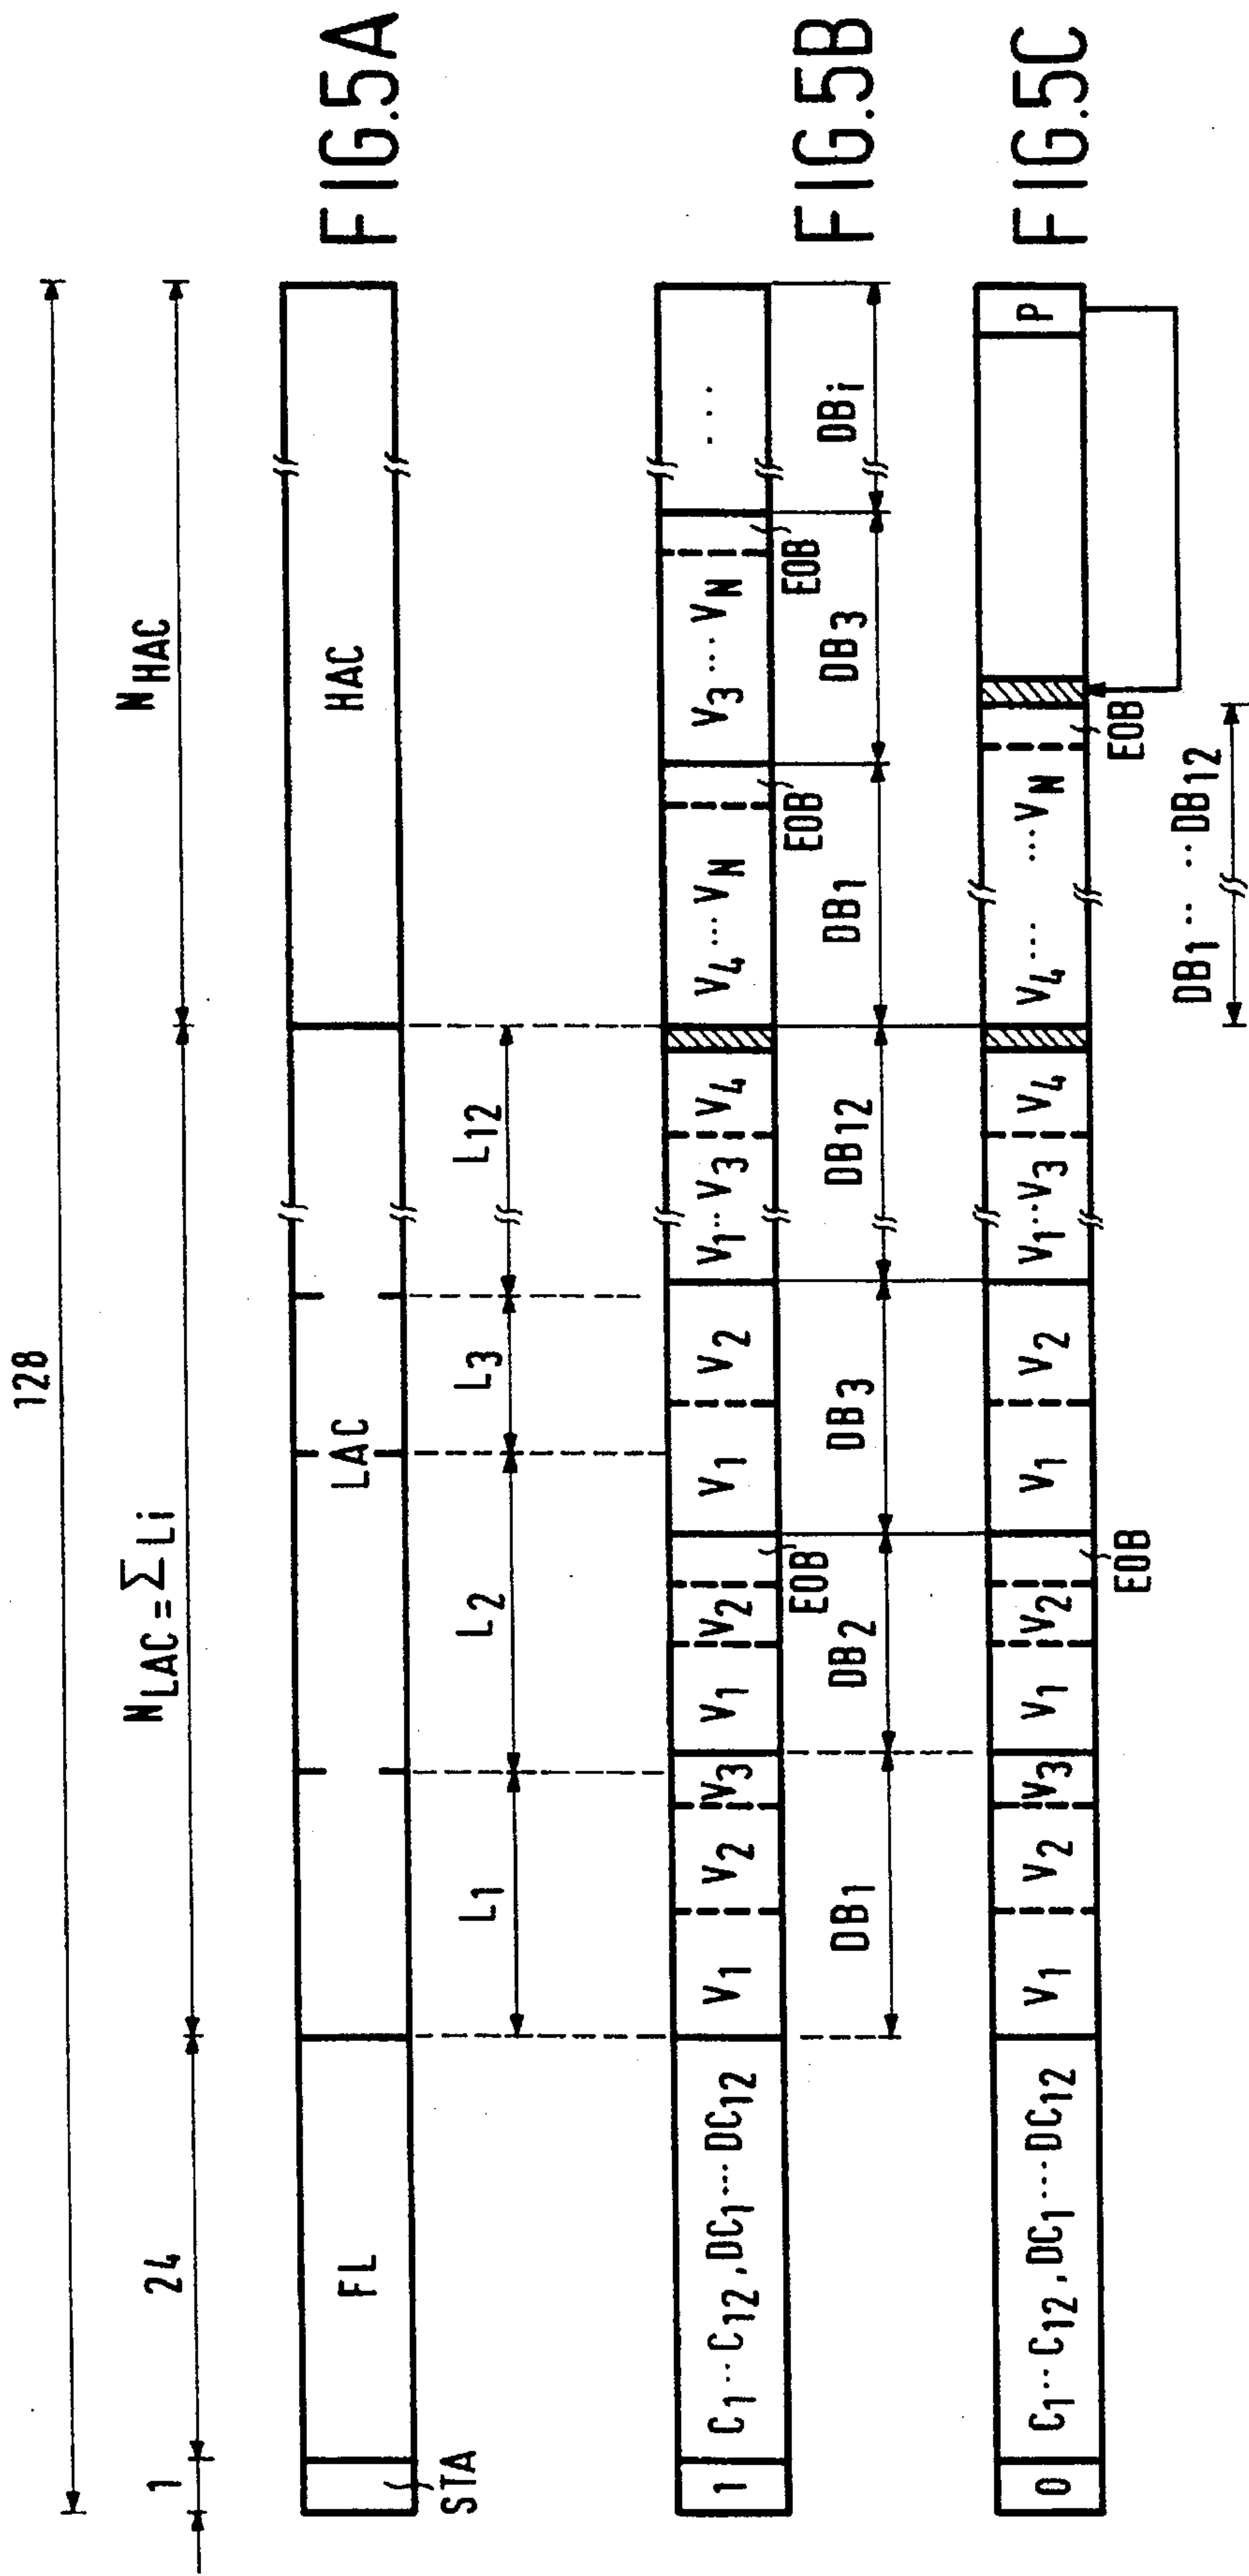 128
1
24
N LAC = Σ Li
N HAC
STA
FL
LAC
HAC
FIG.5A
L1
L2
L3
L12
1
C1··C12, DC1···DC12
V1
V2
V3
V1
V2
EOB
V1
V2
V1··V3
V4
V4···VN
EOB
V3···VN
EOB
...
FIG.5B
DB1
DB2
DB3
DB12
DB1
DB3
DBi
0
C1··C12, DC1···DC12
V1
V2
V3
V1
V2
EOB
V1
V2
V1··V3
V4
V4... ...VN
EOB
P
FIG.5C
DB1·· ··DB12